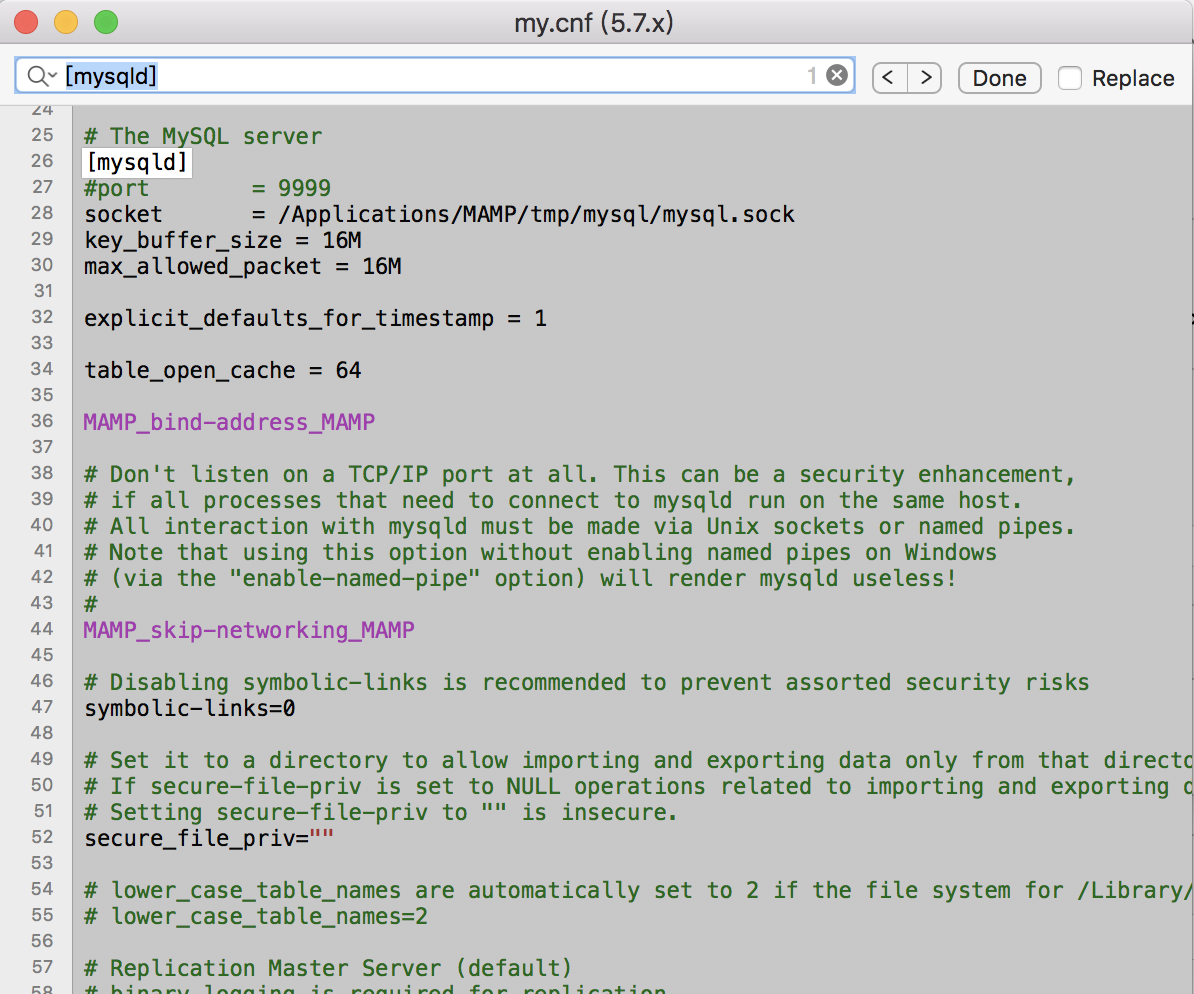 my.cnf (5.7.x)
[mysqld] 1 < > Done Replace
24
25 # The MySQL server
26 [mysqld]
27 #port = 9999
28 socket = /Applications/MAMP/tmp/mysql/mysql.sock
29 key_buffer_size = 16M
30 max_allowed_packet = 16M
31
32 explicit_defaults_for_timestamp = 1
33
34 table_open_cache = 64
35
36 MAMP_bind-address_MAMP
37
38 # Don't listen on a TCP/IP port at all. This can be a security enhancement,
39 # if all processes that need to connect to mysqld run on the same host.
40 # All interaction with mysqld must be made via Unix sockets or named pipes.
41 # Note that using this option without enabling named pipes on Windows
42 # (via the "enable-named-pipe" option) will render mysqld useless!
43 #
44 MAMP_skip-networking_MAMP
45
46 # Disabling symbolic-links is recommended to prevent assorted security risks
47 symbolic-links=0
48
49 # Set it to a directory to allow importing and exporting data only from that
50 # If secure-file-priv is set to NULL operations related to importing and exporting
51 # Setting secure-file-priv to "" is insecure.
52 secure_file_priv=""
53
54 # lower_case_table_names are automatically set to 2 if the file system for /Library/
55 # lower_case_table_names=2
56
57 # Replication Master Server (default)
58 # binary logging is required for replication